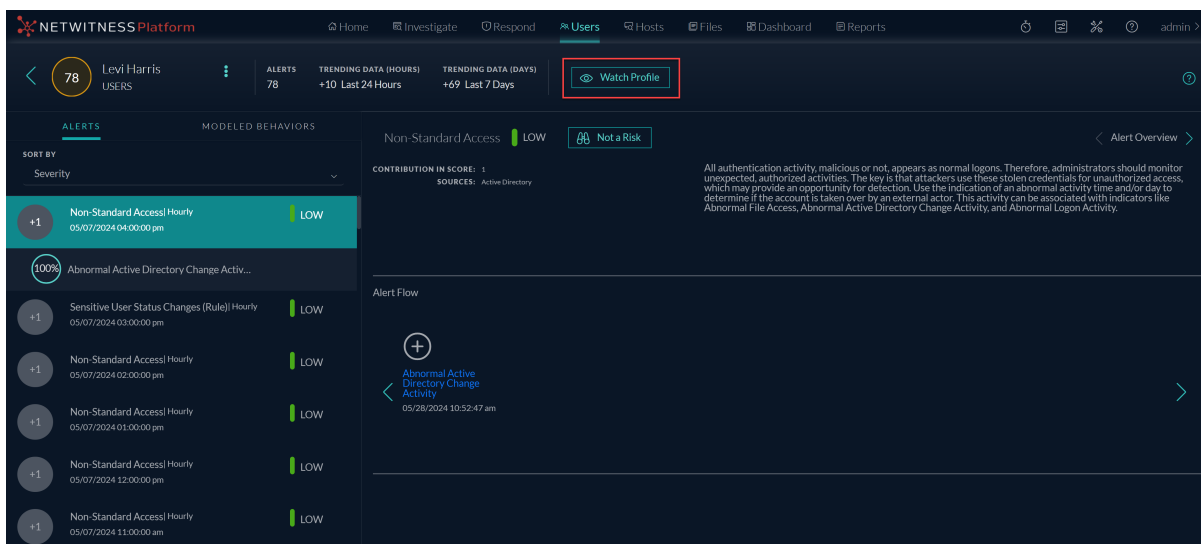 NETWITNESS Platform
Home Investigate Respond Users Hosts Files Dashboard Reports admin
78
Levi Harris
USERS
ALERTS
78
TRENDING DATA (HOURS)
+10 Last 24 Hours
TRENDING DATA (DAYS)
+69 Last 7 Days
Watch Profile
ALERTS MODELED BEHAVIORS
SORT BY
Severity
+1
Non-Standard Access| Hourly
05/07/2024 04:00:00 pm
LOW
100% Abnormal Active Directory Change Activ...
+1
Sensitive User Status Changes (Rule)| Hourly
05/07/2024 03:00:00 pm
LOW
+1
Non-Standard Access| Hourly
05/07/2024 02:00:00 pm
LOW
+1
Non-Standard Access| Hourly
05/07/2024 01:00:00 pm
LOW
+1
Non-Standard Access| Hourly
05/07/2024 12:00:00 pm
LOW
+1
Non-Standard Access| Hourly
05/07/2024 11:00:00 am
LOW
Non-Standard Access LOW Not a Risk
Alert Overview
CONTRIBUTION IN SCORE: 1
SOURCES: Active Directory
All authentication activity, malicious or not, appears as normal logons. Therefore, administrators should monitor
unexpected, authorized activities. The key is that attackers use these stolen credentials for unauthorized access,
which may provide an opportunity for detection. Use the indication of an abnormal activity time and/or day to
determine if the account is taken over by an external actor. This activity can be associated with indicators like
Abnormal File Access, Abnormal Active Directory Change Activity, and Abnormal Logon Activity.
Alert Flow
Abnormal Active
Directory Change
Activity
05/28/2024 10:52:47 am